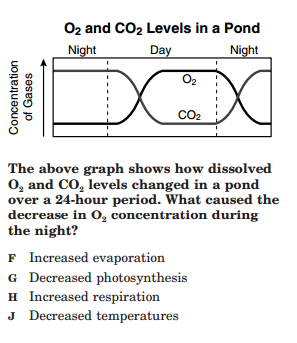 O₂ and CO₂ Levels in a Pond
Night Day Night
Concentration
of Gases
O₂
CO₂
The above graph shows how dissolved
O₂ and CO₂ levels changed in a pond
over a 24-hour period. What caused the
decrease in O₂ concentration during
the night?
F Increased evaporation
G Decreased photosynthesis
H Increased respiration
J Decreased temperatures